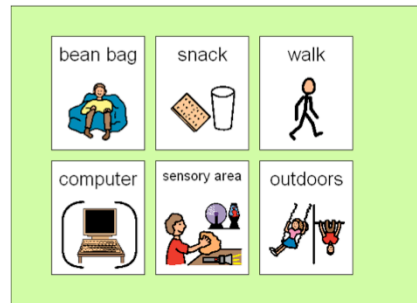 bean bag
snack
walk
computer
sensory area
outdoors